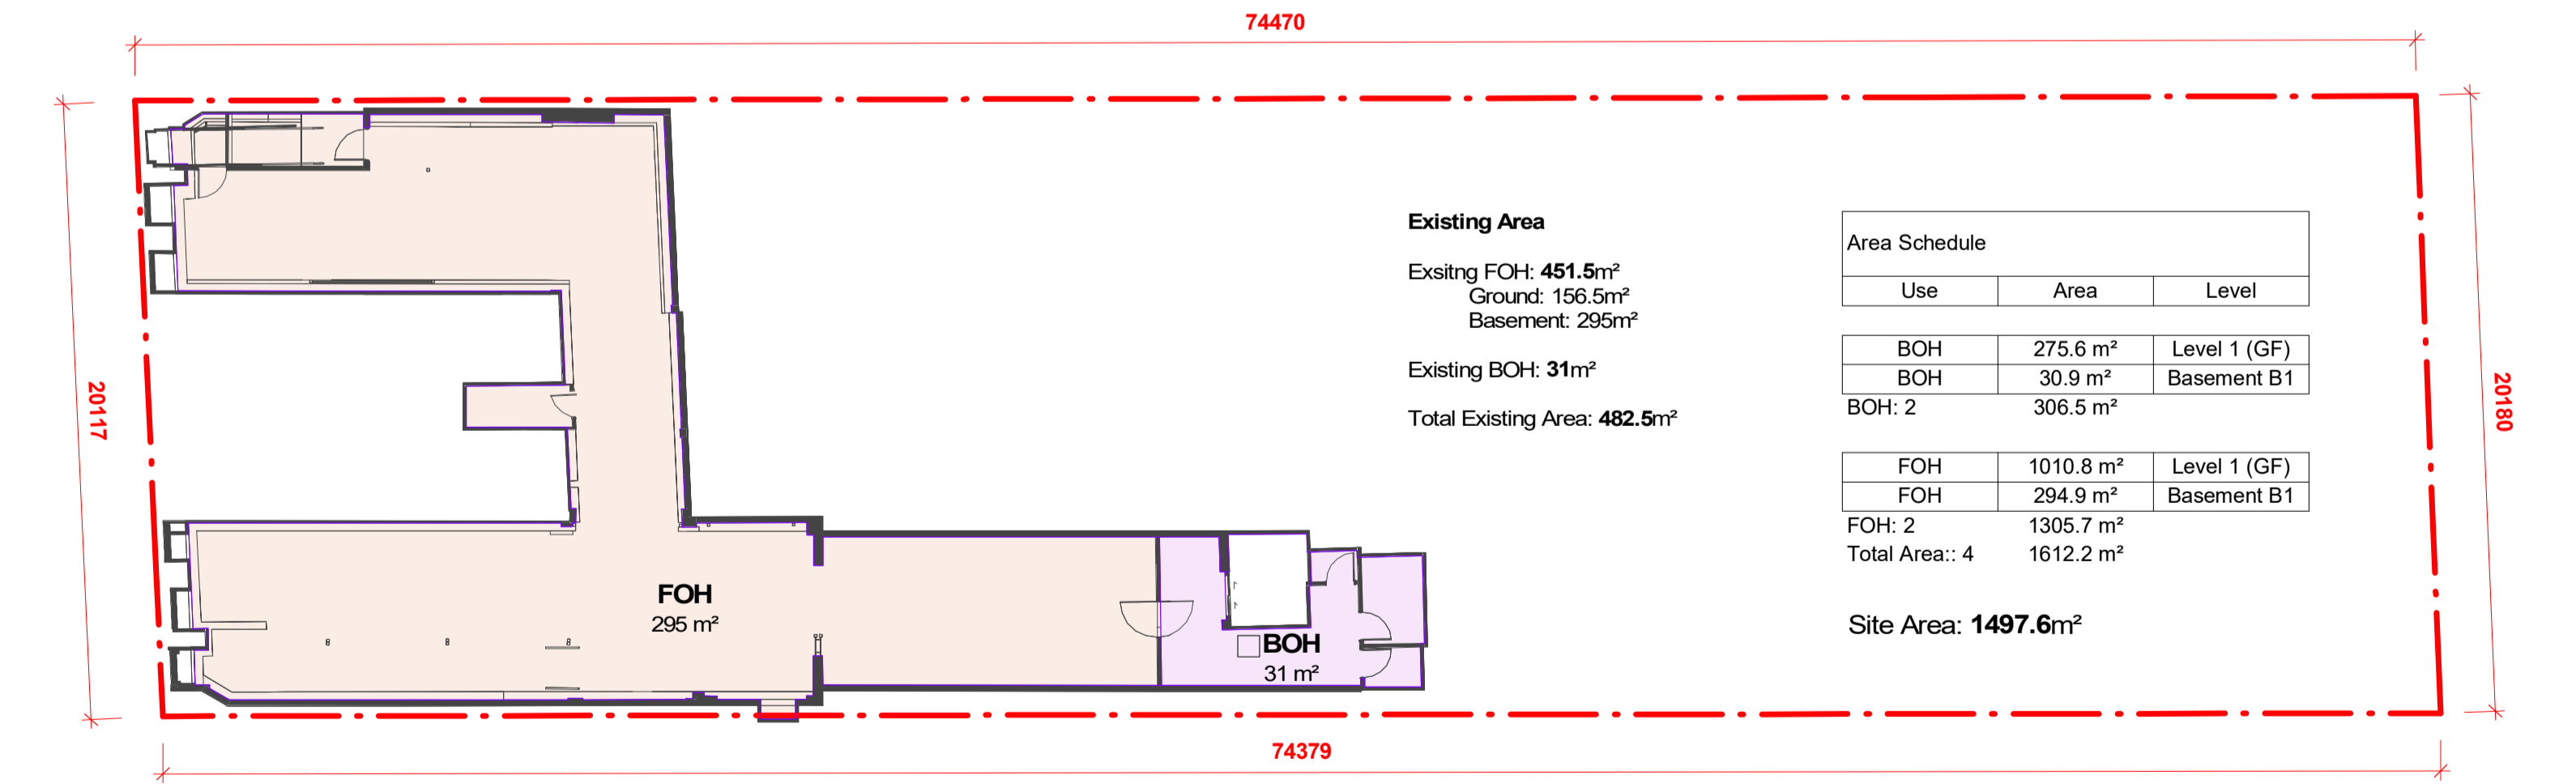 74470
20117
20180
74379
FOH
295 m²
BOH
31 m²
Existing Area
Exsitng FOH: 451.5m²
Ground: 156.5m²
Basement: 295m²
Existing BOH: 31m²
Total Existing Area: 482.5m²
Area Schedule
Use Area Level
BOH 275.6 m² Level 1 (GF)
BOH 30.9 m² Basement B1
BOH: 2 306.5 m²
FOH 1010.8 m² Level 1 (GF)
FOH 294.9 m² Basement B1
FOH: 2 1305.7 m²
Total Area:: 4 1612.2 m²
Site Area: 1497.6m²